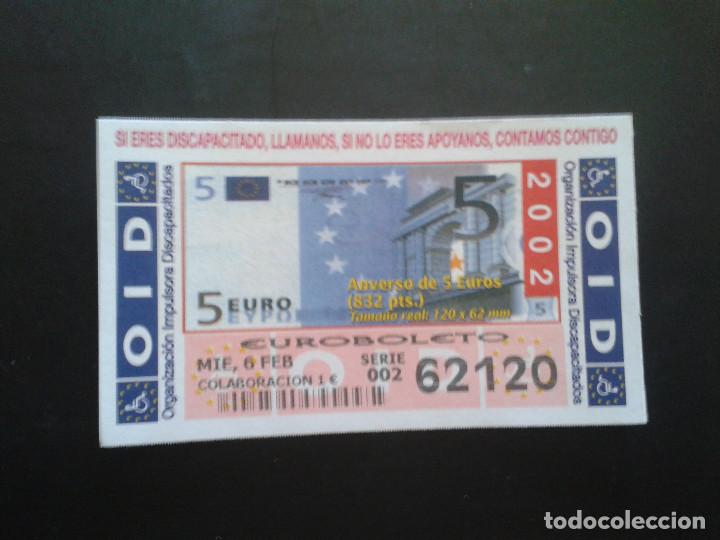 SI ERES DISCAPACITADO, LLAMANOS, SI NO LO ERES APOYANOS, CONTAMOS CONTIGO
OID
Organización Impulsora Discapacitados
5
5
2002
Anverso de 5 Euros
(832 pts.)
Tamaño real: 120 x 62 mm
5 EURO
ΕΥΡΩ
5
EUROBOLETO
MIE, 6 FEB
SERIE
002
62120
COLABORACION 1 €
Organización Impulsora Discapacitados
OID
todocoleccion.net